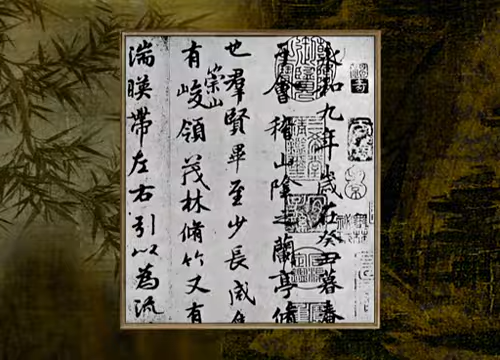 永和九年歲在癸丑暮春
于會稽山陰之蘭亭脩
也羣賢畢至少長咸集
有崇山峻領茂林脩竹又有
湍暎帶左右引以為流